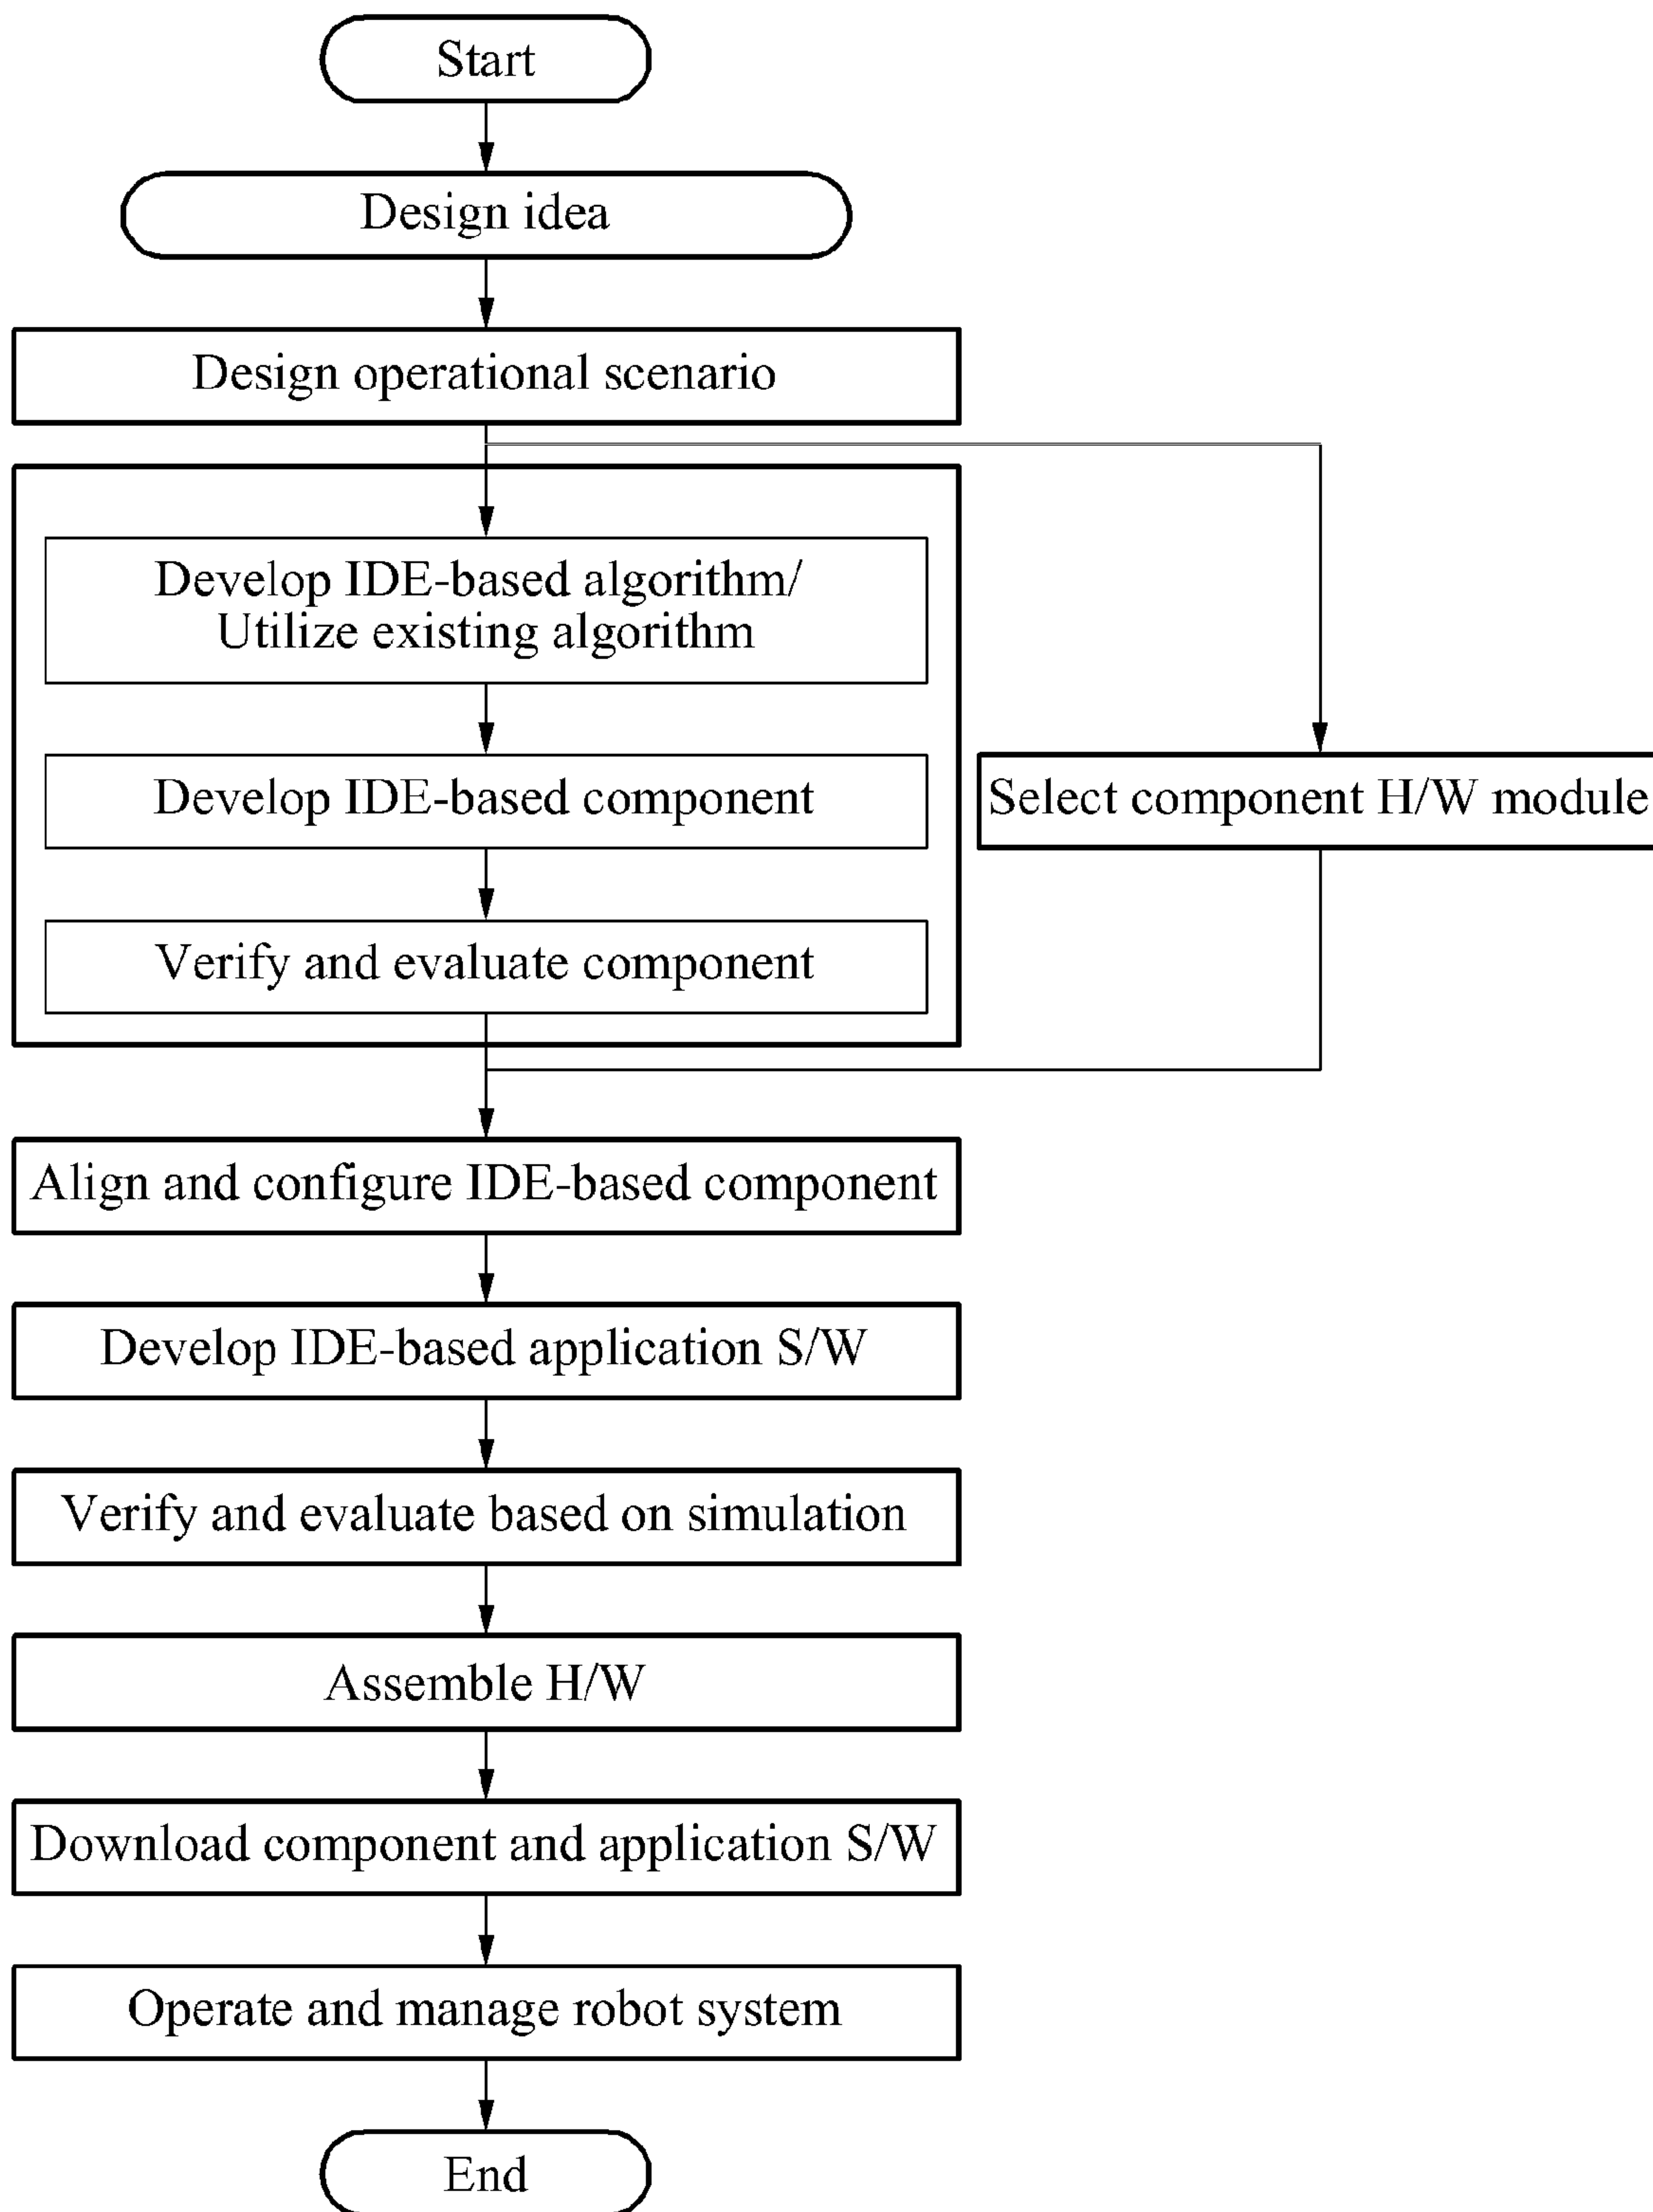 Start
Design idea
Design operational scenario
Develop IDE-based algorithm/
Utilize existing algorithm
Develop IDE-based component
Select component H/W module
Verify and evaluate component
Align and configure IDE-based component
Develop IDE-based application S/W
Verify and evaluate based on simulation
Assemble H/W
Download component and application S/W
Operate and manage robot system
End